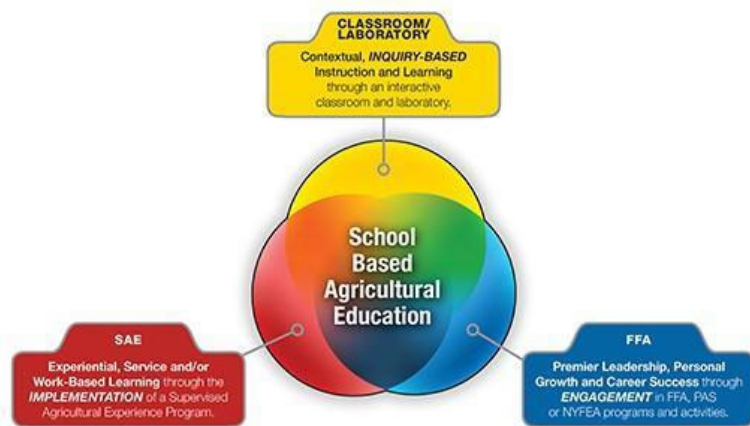 CLASSROOM/
LABORATORY
Contextual, INQUIRY-BASED
Instruction and Learning
through an interactive
classroom and laboratory.
School
Based
Agricultural
Education
SAE
Experiential, Service and/or
Work-Based Learning through the
IMPLEMENTATION of a Supervised
Agricultural Experience Program.
FFA
Premier Leadership, Personal
Growth and Career Success through
ENGAGEMENT in FFA, PAS
or NYFEA programs and activities.